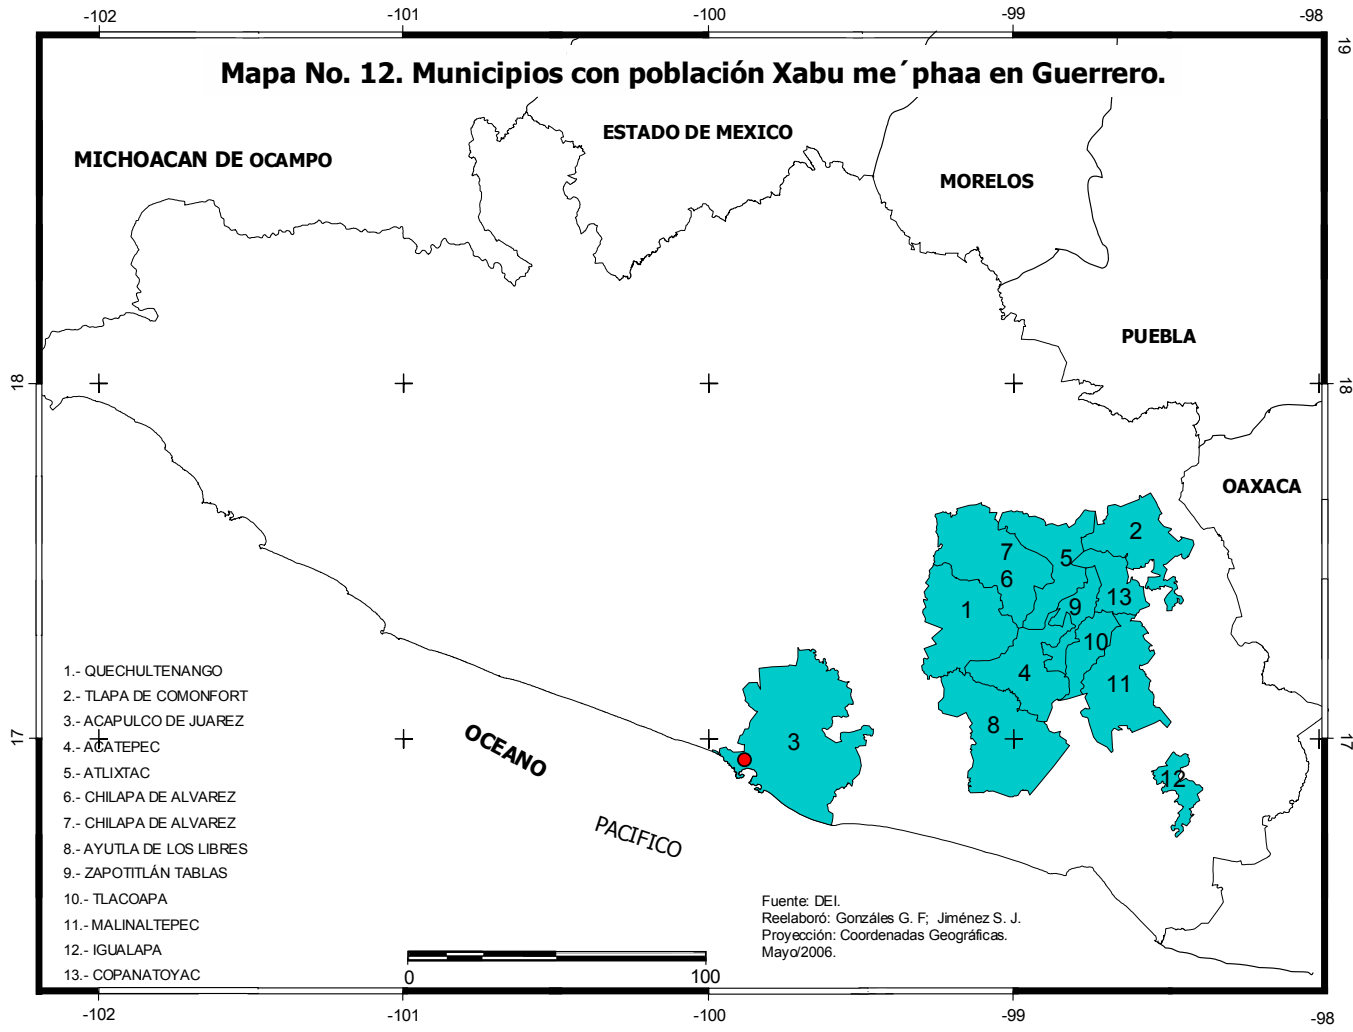 -102 -101 -100 -99 -98
19
Mapa No. 12. Municipios con población Xabu me´phaa en Guerrero.
ESTADO DE MEXICO
MICHOACAN DE OCAMPO
MORELOS
PUEBLA
18 18
OAXACA
2
7
5
6
13
9
1
10
4
11
8
3
12
17 17
OCEANO
PACIFICO
1.- QUECHULTENANGO
2.- TLAPA DE COMONFORT
3.- ACAPULCO DE JUAREZ
4.- ACATEPEC
5.- ATLIXTAC
6.- CHILAPA DE ALVAREZ
7.- CHILAPA DE ALVAREZ
8.- AYUTLA DE LOS LIBRES
9.- ZAPOTITLÁN TABLAS
10.- TLACOAPA
11.- MALINALTEPEC
12.- IGUALAPA
13.- COPANATOYAC
Fuente: DEI.
Reelaboró: Gonzáles G. F; Jiménez S. J.
Proyección: Coordenadas Geográficas.
Mayo/2006.
0 100
-102 -101 -100 -99 -98